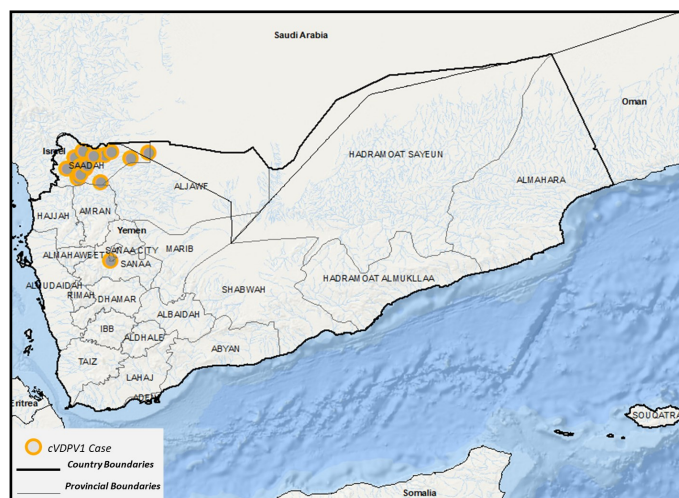 Saudi Arabia
Oman
Israel
SAADAH
HADRAMOAT SAYEUN
ALMAHARA
ALJAWF
HAJJAH
AMRAN
Yemen
ALMAHAWEET
SANAA CITY
MARIB
SANAA
HADRAMOAT ALMUKLLAA
ALHUDAIDAH
RIMAH
DHAMAR
SHABWAH
ALBAIDAH
IBB
ALDHALE
ABYAN
TAIZ
LAHAJ
ADEN
Eritrea
SOUQATRA
cVDPV1 Case
Country Boundaries
Provincial Boundaries
Somalia